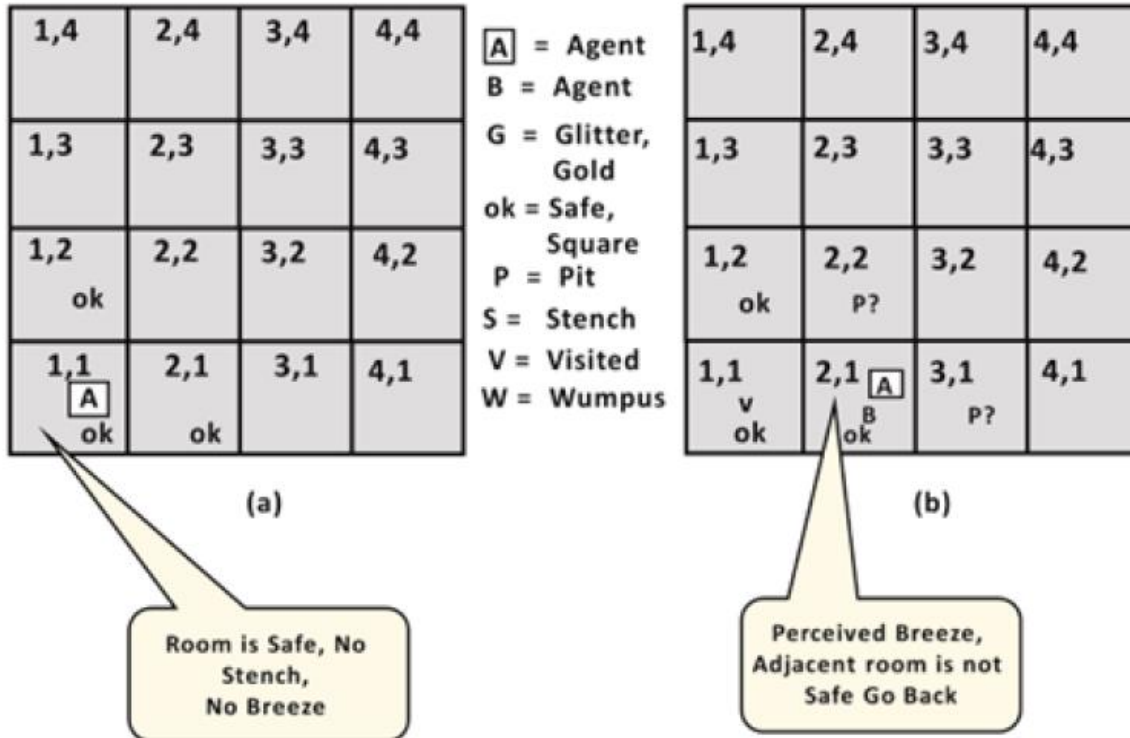 1,4 2,4 3,4 4,4
1,3 2,3 3,3 4,3
1,2 2,2 3,2 4,2
ok
1,1 2,1 3,1 4,1
A
ok ok
(a)
Room is Safe, No
Stench,
No Breeze
A = Agent
B = Agent
G = Glitter,
Gold
ok = Safe,
Square
P = Pit
S = Stench
V = Visited
W = Wumpus
1,4 2,4 3,4 4,4
1,3 2,3 3,3 4,3
1,2 2,2 3,2 4,2
ok P?
1,1 2,1 A 3,1 4,1
v B P?
ok ok
(b)
Perceived Breeze,
Adjacent room is not
Safe Go Back